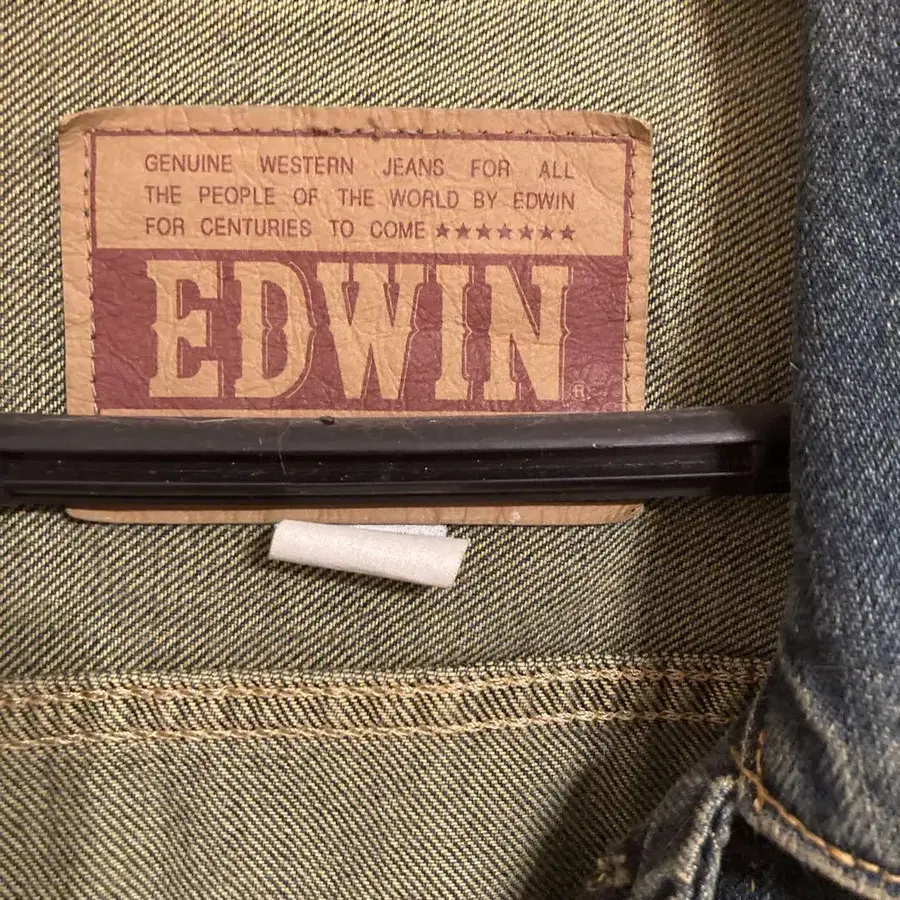 GENUINE WESTERN JEANS FOR ALL
THE PEOPLE OF THE WORLD BY EDWIN
FOR CENTURIES TO COME ★★★★★★★
EDWIN®